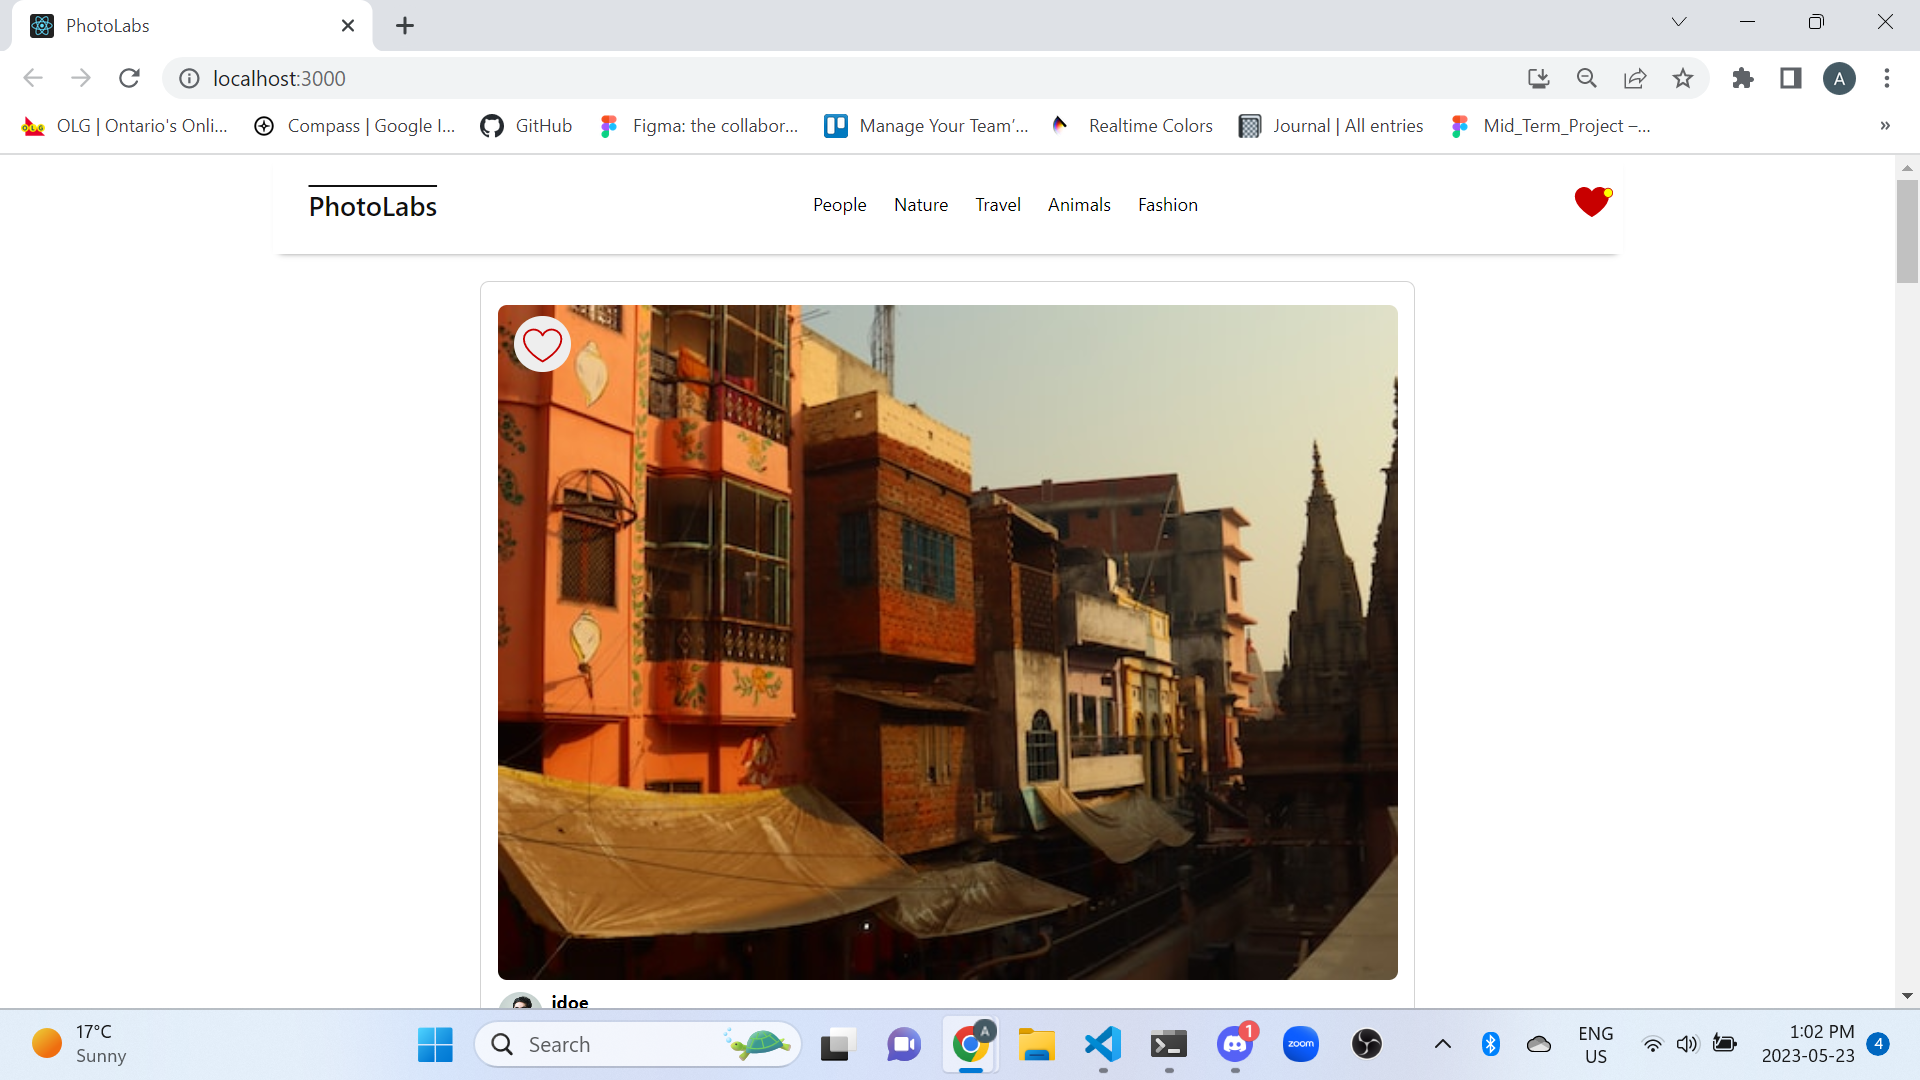 PhotoLabs
localhost:3000
OLG | Ontario's Onli...
Compass | Google I...
GitHub
Figma: the collabor...
Manage Your Team’...
Realtime Colors
Journal | All entries
Mid_Term_Project –...
»
PhotoLabs
People
Nature
Travel
Animals
Fashion
jdoe
17°C
Sunny
Search
A
1
zoom
ENG
US
1:02 PM
2023-05-23
4